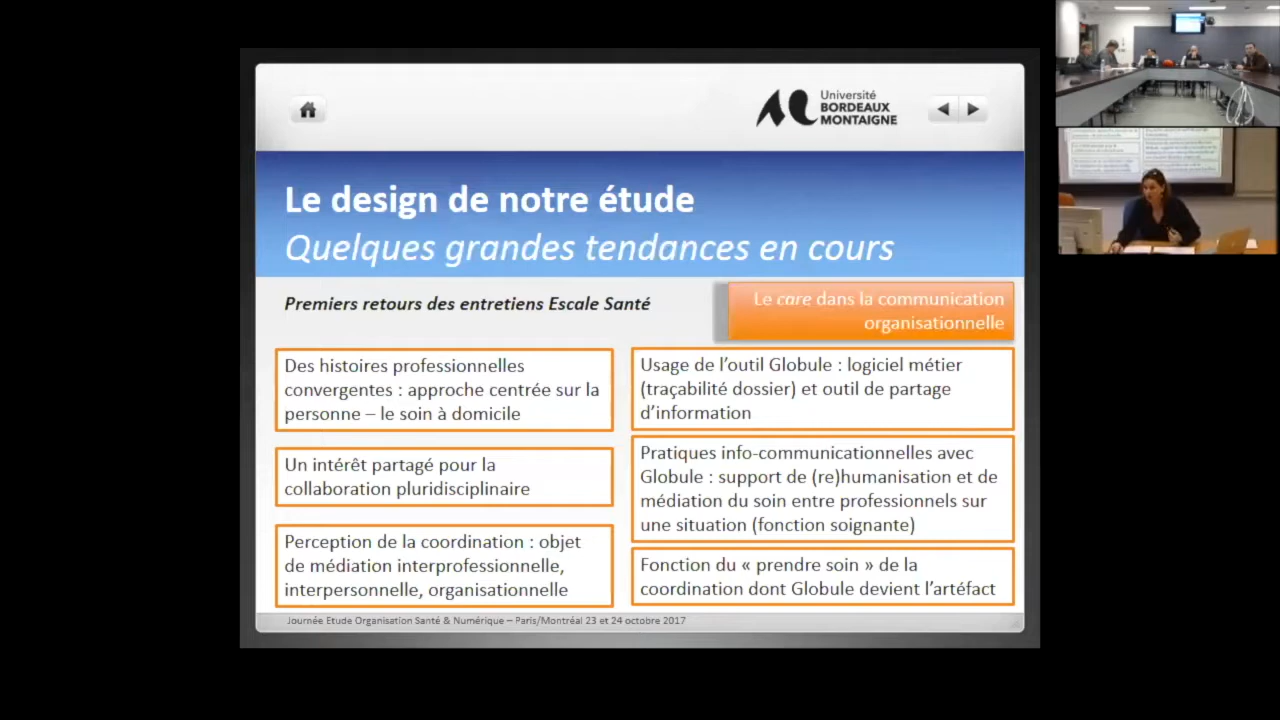 Université
BORDEAUX
MONTAIGNE
Le design de notre étude
Quelques grandes tendances en cours
Premiers retours des entretiens Escale Santé
Le care dans la communication
organisationnelle
Des histoires professionnelles
convergentes : approche centrée sur la
personne – le soin à domicile
Un intérêt partagé pour la
collaboration pluridisciplinaire
Perception de la coordination : objet
de médiation interprofessionnelle,
interpersonnelle, organisationnelle
Usage de l’outil Globule : logiciel métier
(traçabilité dossier) et outil de partage
d’information
Pratiques info-communicationnelles avec
Globule : support de (re)humanisation et de
médiation du soin entre professionnels sur
une situation (fonction soignante)
Fonction du « prendre soin » de la
coordination dont Globule devient l’artéfact
Journée Etude Organisation Santé & Numérique – Paris/Montréal 23 et 24 octobre 2017